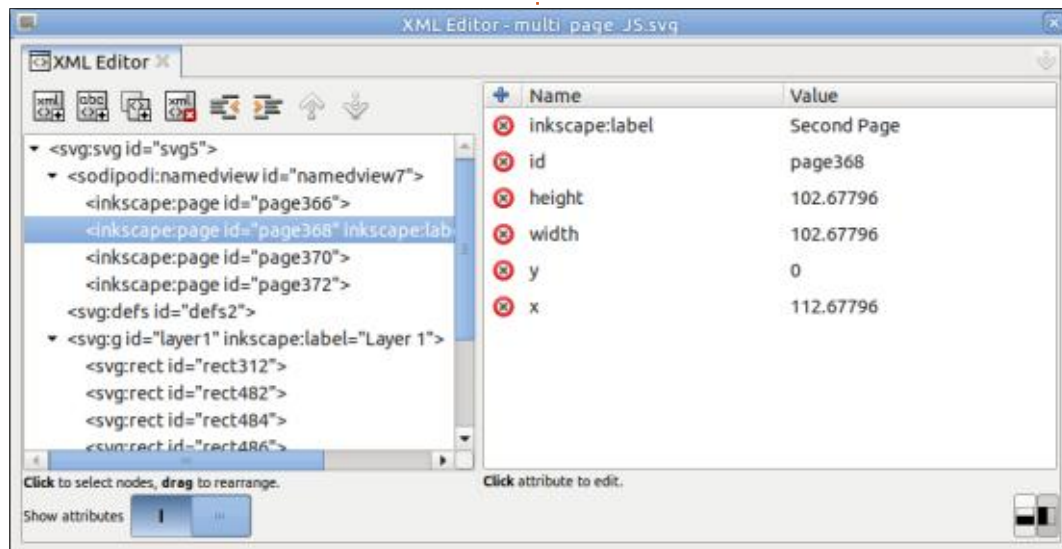 XML Editor - multi_page_JS.svg
XML Editor
Name Value
inkscape:label Second Page
id page368
height 102.67796
width 102.67796
y 0
x 112.67796
<svg:svg id="svg5">
<sodipodi:namedview id="namedview7">
<inkscape:page id="page366">
<inkscape:page id="page368" inkscape:lab
<inkscape:page id="page370">
<inkscape:page id="page372">
<svg:defs id="defs2">
<svg:g id="layer1" inkscape:label="Layer 1">
<svg:rect id="rect312">
<svg:rect id="rect482">
<svg:rect id="rect484">
<svg:rect id="rect486">
Click to select nodes, drag to rearrange.
Click attribute to edit.
Show attributes